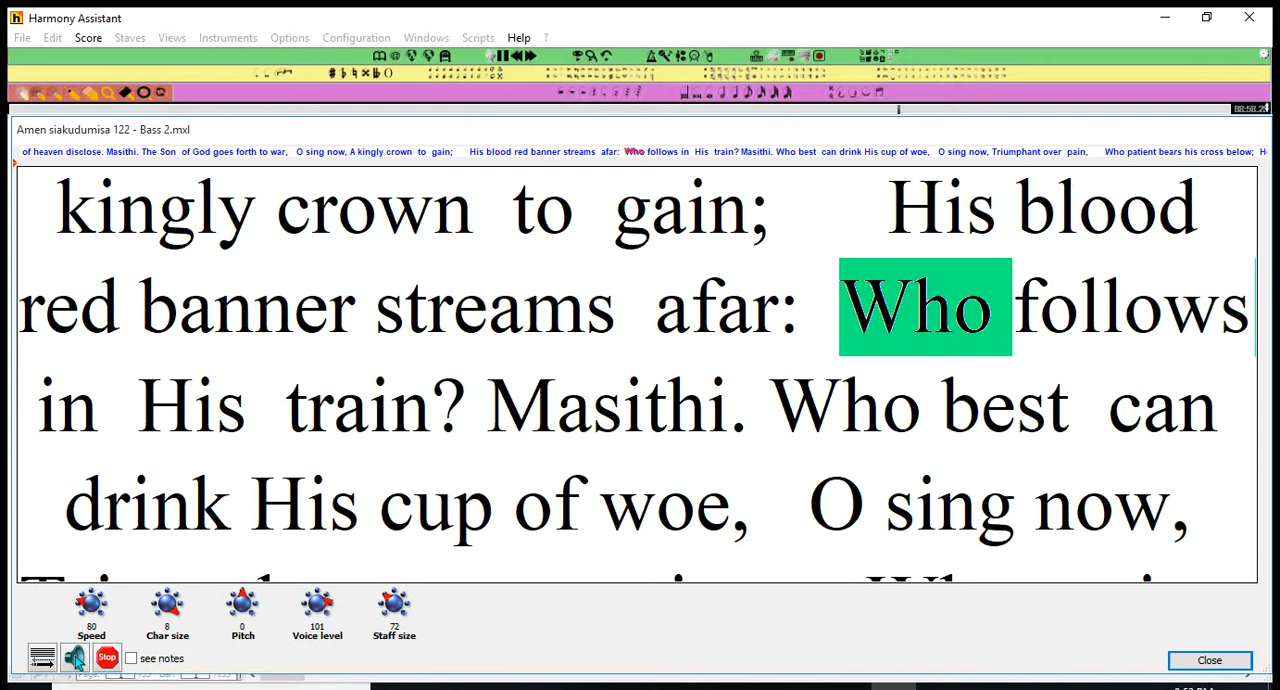 Harmony Assistant
File Edit Score Staves Views Instruments Options Configuration Windows Scripts Help ?
Amen siakudumisa 122 - Bass 2.mxl
of heaven disclose. Masithi. The Son of God goes forth to war, O sing now, A kingly crown to gain; His blood red banner streams afar: Who follows in His train? Masithi. Who best can drink His cup of woe, O sing now, Triumphant over pain, Who patient bears his cross below; H
kingly crown to gain; His blood
red banner streams afar: Who follows
in His train? Masithi. Who best can
drink His cup of woe, O sing now,
80 8 0 101 72
Speed Char size Pitch Voice level Staff size
Stop see notes Close